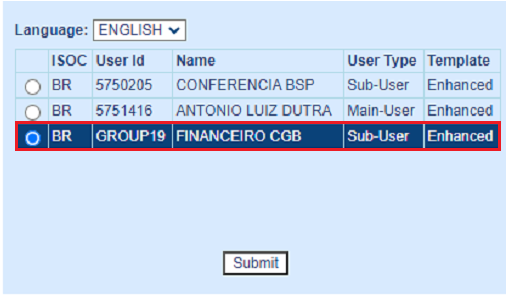 Language: ENGLISH
ISOC User Id Name User Type Template
BR 5750205 CONFERENCIA BSP Sub-User Enhanced
BR 5751416 ANTONIO LUIZ DUTRA Main-User Enhanced
BR GROUP19 FINANCEIRO CGB Sub-User Enhanced
Submit